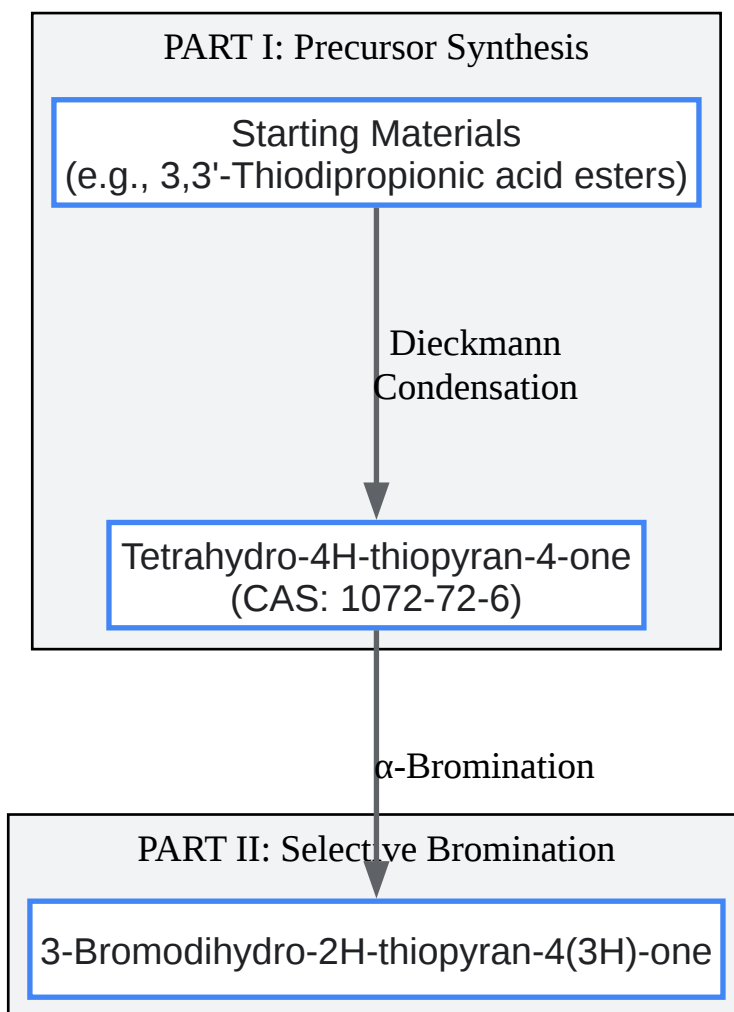 PART I: Precursor Synthesis
Starting Materials
(e.g., 3,3'-Thiodipropionic acid esters)
Dieckmann
Condensation
Tetrahydro-4H-thiopyran-4-one
(CAS: 1072-72-6)
α-Bromination
PART II: Selective Bromination
3-Bromodihydro-2H-thiopyran-4(3H)-one